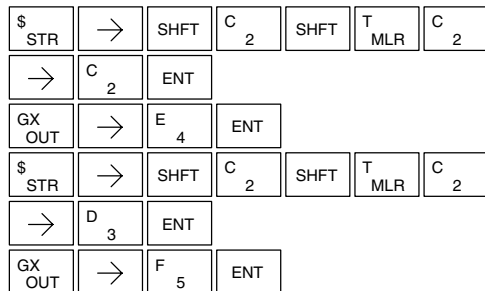 $ STR → SHFT C 2 SHFT T MLR C 2
→ C 2 ENT
GX OUT → E 4 ENT
$ STR → SHFT C 2 SHFT T MLR C 2
→ D 3 ENT
GX OUT → F 5 ENT